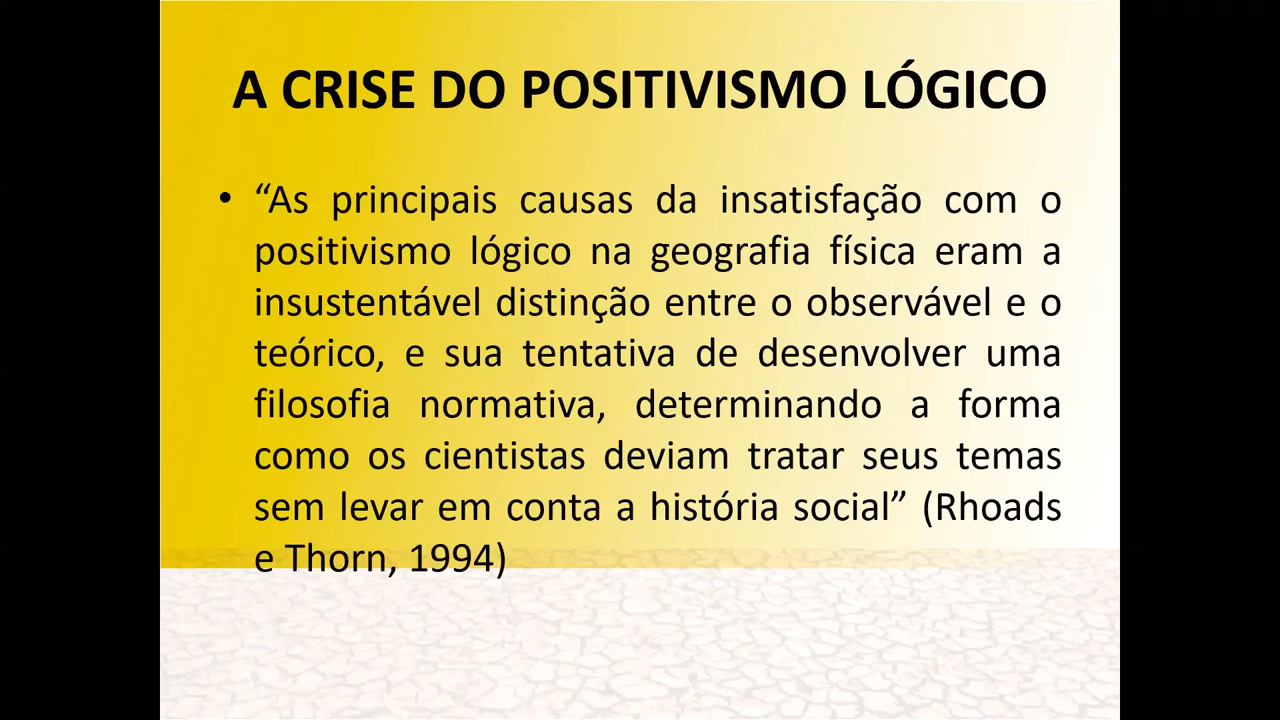 A CRISE DO POSITIVISMO LÓGICO
• “As principais causas da insatisfação com o
positivismo lógico na geografia física eram a
insustentável distinção entre o observável e o
teórico, e sua tentativa de desenvolver uma
filosofia normativa, determinando a forma
como os cientistas deviam tratar seus temas
sem levar em conta a história social” (Rhoads
e Thorn, 1994)